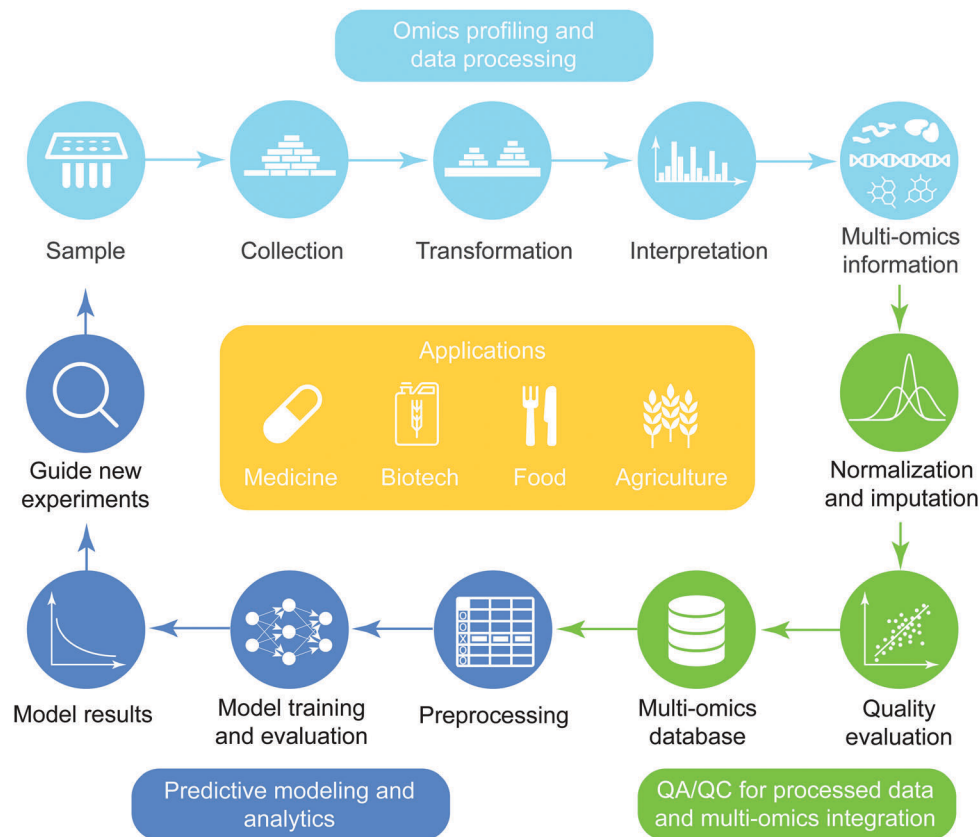 Omics profiling and
data processing
Sample
Collection
Transformation
Interpretation
Multi-omics
information
Applications
Medicine
Biotech
Food
Agriculture
Guide new
experiments
Normalization
and imputation
Model results
Model training
and evaluation
Preprocessing
Multi-omics
database
Quality
evaluation
Predictive modeling and
analytics
QA/QC for processed data
and multi-omics integration